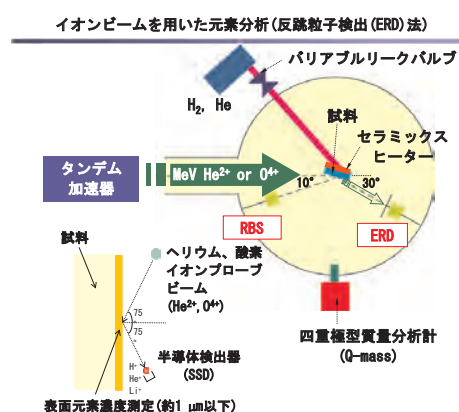 イオンビームを用いた元素分析(反跳粒子検出(ERD)法)
バリアブルリークバルブ
H₂, He
試料
セラミックス
ヒーター
タンデム
加速器
MeV He²⁺ or O⁴⁺
10°
30°
RBS
ERD
試料
ヘリウム、酸素
イオンプローブ
ビーム
(He²⁺,O⁴⁺)
75
°
75
°
半導体検出器
(SSD)
H⁺
He⁺
Li⁺
四重極型質量分析計
(Q-mass)
表面元素濃度測定(約1 μm以下)